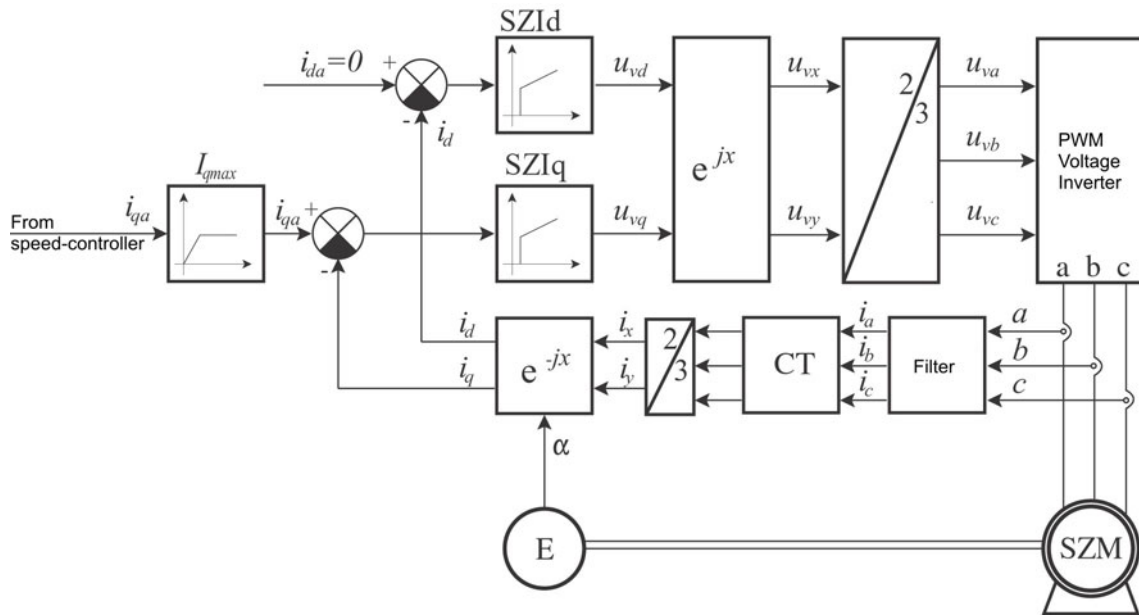 SZId
i_da=0
+
-
i_d
u_vd
u_vx
2
3
u_va
u_vb
u_vc
e^jx
PWM
Voltage
Inverter
a b c
I_qmax
From
speed-controller
i_qa
i_qa
+
-
SZIq
u_vq
u_vy
i_d
i_q
e^-jx
i_x
i_y
2
3
CT
i_a
i_b
i_c
Filter
a
b
c
α
E
SZM